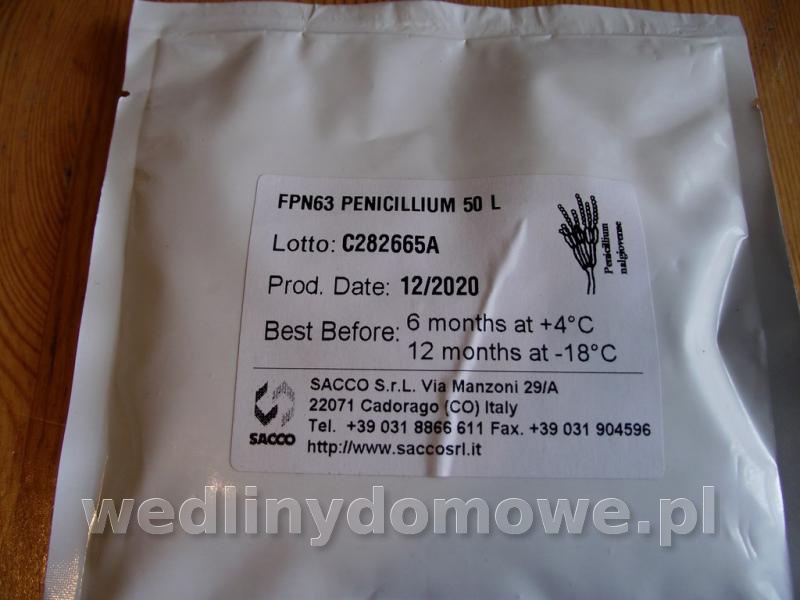 FPN63 PENICILLIUM 50 L
Lotto: C282665A
Prod. Date: 12/2020
Best Before: 6 months at +4°C
12 months at -18°C
Penicillium
nalgiovense
SACCO S.r.L. Via Manzoni 29/A
22071 Cadorago (CO) Italy
Tel. +39 031 8866 611 Fax. +39 031 904596
http://www.saccosrl.it
SACCO
wedlinydomowe.pl